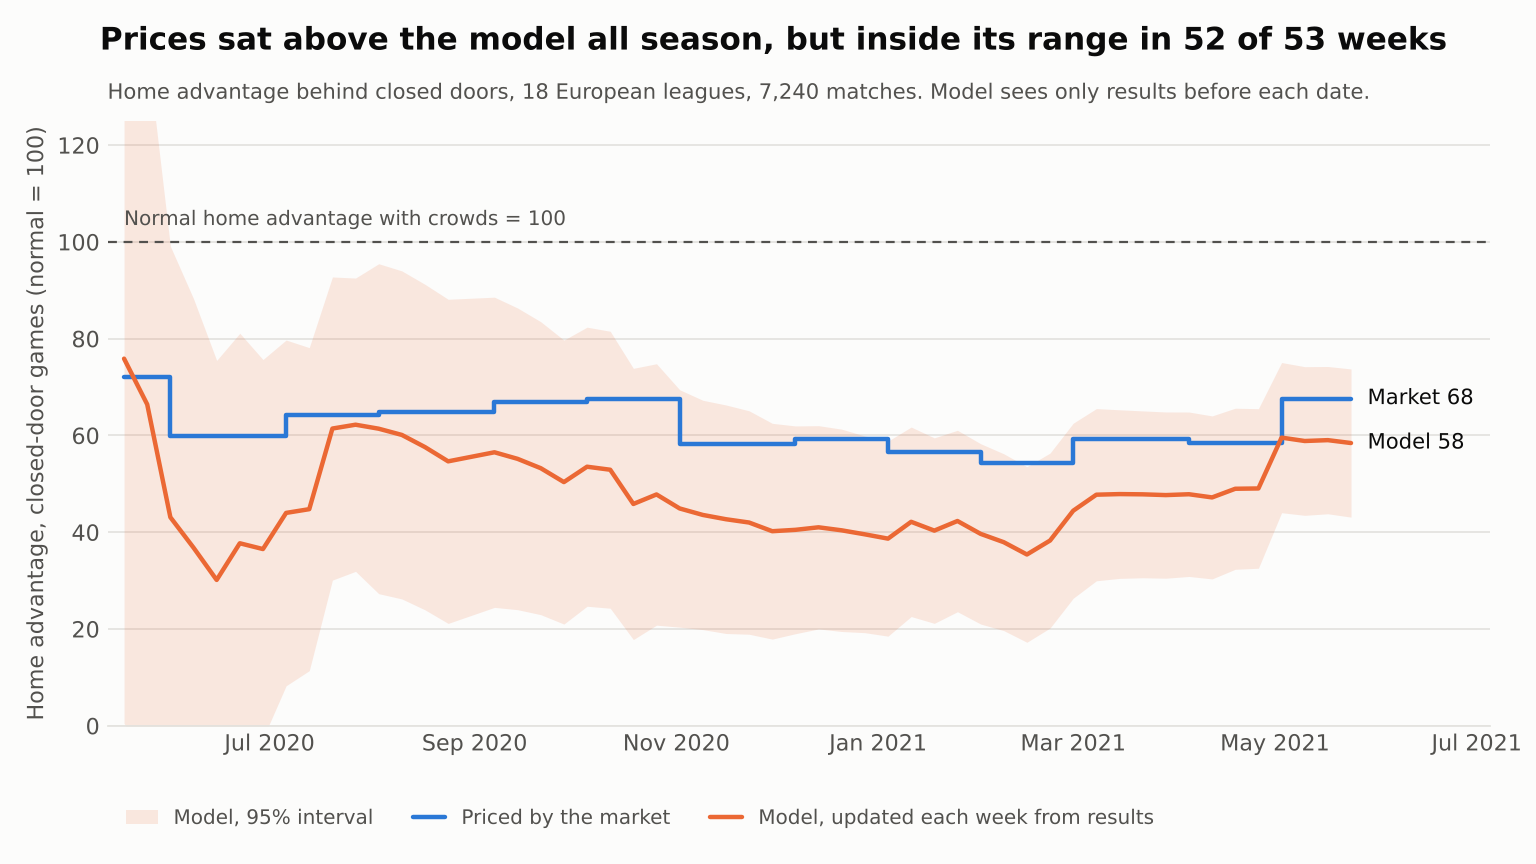 Prices sat above the model all season, but inside its range in 52 of 53 weeks
Home advantage behind closed doors, 18 European leagues, 7,240 matches. Model sees only results before each date.
Home advantage, closed-door games (normal = 100)
120
100
80
60
40
20
0
Normal home advantage with crowds = 100
Market 68
Model 58
Jul 2020
Sep 2020
Nov 2020
Jan 2021
Mar 2021
May 2021
Jul 2021
Model, 95% interval
Priced by the market
Model, updated each week from results